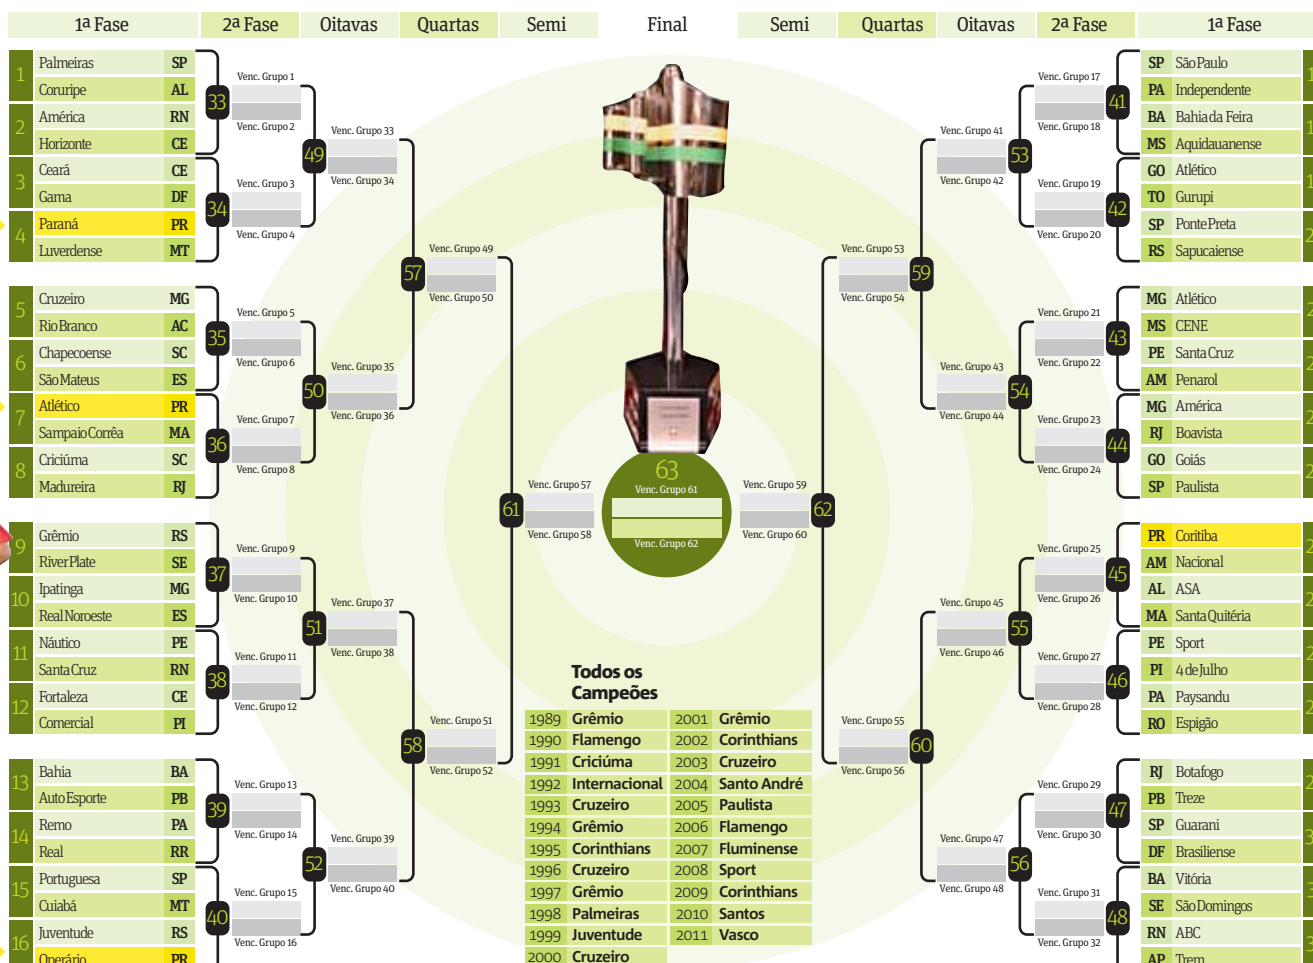 1ª Fase
2ª Fase
Oitavas
Quartas
Semi
Final
Semi
Quartas
Oitavas
2ª Fase
1ª Fase
1
Palmeiras SP
Coruripe AL
2
América RN
Horizonte CE
3
Ceará CE
Gama DF
4
Paraná PR
Luverdense MT
5
Cruzeiro MG
Rio Branco AC
6
Chapecoense SC
São Mateus ES
7
Atlético PR
Sampaio Corrêa MA
8
Criciúma SC
Madureira RJ
9
Grêmio RS
River Plate SE
10
Ipatinga MG
Real Noroeste ES
11
Náutico PE
Santa Cruz RN
12
Fortaleza CE
Comercial PI
13
Bahia BA
Auto Esporte PB
14
Remo PA
Real RR
15
Portuguesa SP
Cuiabá MT
16
Juventude RS
Operário PR
Venc. Grupo 1
33
Venc. Grupo 2
Venc. Grupo 3
34
Venc. Grupo 4
Venc. Grupo 5
35
Venc. Grupo 6
Venc. Grupo 7
36
Venc. Grupo 8
Venc. Grupo 9
37
Venc. Grupo 10
Venc. Grupo 11
38
Venc. Grupo 12
Venc. Grupo 13
39
Venc. Grupo 14
Venc. Grupo 15
40
Venc. Grupo 16
Venc. Grupo 33
49
Venc. Grupo 34
Venc. Grupo 35
50
Venc. Grupo 36
Venc. Grupo 37
51
Venc. Grupo 38
Venc. Grupo 39
52
Venc. Grupo 40
Venc. Grupo 49
57
Venc. Grupo 50
Venc. Grupo 51
58
Venc. Grupo 52
Venc. Grupo 57
61
Venc. Grupo 58
63
Venc. Grupo 61
Venc. Grupo 62
Venc. Grupo 59
62
Venc. Grupo 60
Venc. Grupo 53
59
Venc. Grupo 54
Venc. Grupo 55
60
Venc. Grupo 56
Venc. Grupo 41
53
Venc. Grupo 42
Venc. Grupo 43
54
Venc. Grupo 44
Venc. Grupo 45
55
Venc. Grupo 46
Venc. Grupo 47
56
Venc. Grupo 48
Venc. Grupo 17
41
Venc. Grupo 18
Venc. Grupo 19
42
Venc. Grupo 20
Venc. Grupo 21
43
Venc. Grupo 22
Venc. Grupo 23
44
Venc. Grupo 24
Venc. Grupo 25
45
Venc. Grupo 26
Venc. Grupo 27
46
Venc. Grupo 28
Venc. Grupo 29
47
Venc. Grupo 30
Venc. Grupo 31
48
Venc. Grupo 32
SP São Paulo
PA Independente
BA Bahia da Feira
MS Aquidauanense
GO Atlético
TO Gurupi
SP Ponte Preta
RS Sapucaiense
MG Atlético
MS CENE
PE Santa Cruz
AM Penarol
MG América
RJ Boavista
GO Goiás
SP Paulista
PR Coritiba
AM Nacional
AL ASA
MA Santa Quitéria
PE Sport
PI 4 de Julho
PA Paysandu
RO Espigão
RJ Botafogo
PB Treze
SP Guarani
DF Brasiliense
BA Vitória
SE São Domingos
RN ABC
AP Trem
Todos os
Campeões
1989 Grêmio
1990 Flamengo
1991 Criciúma
1992 Internacional
1993 Cruzeiro
1994 Grêmio
1995 Corinthians
1996 Cruzeiro
1997 Grêmio
1998 Palmeiras
1999 Juventude
2000 Cruzeiro
2001 Grêmio
2002 Corinthians
2003 Cruzeiro
2004 Santo André
2005 Paulista
2006 Flamengo
2007 Fluminense
2008 Sport
2009 Corinthians
2010 Santos
2011 Vasco